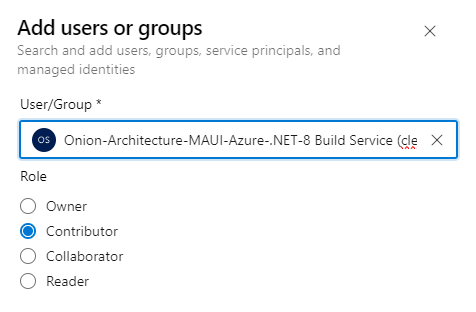 Add users or groups
Search and add users, groups, service principals, and
managed identities
User/Group *
OS Onion-Architecture-MAUI-Azure-.NET-8 Build Service (cle
Role
Owner
Contributor
Collaborator
Reader